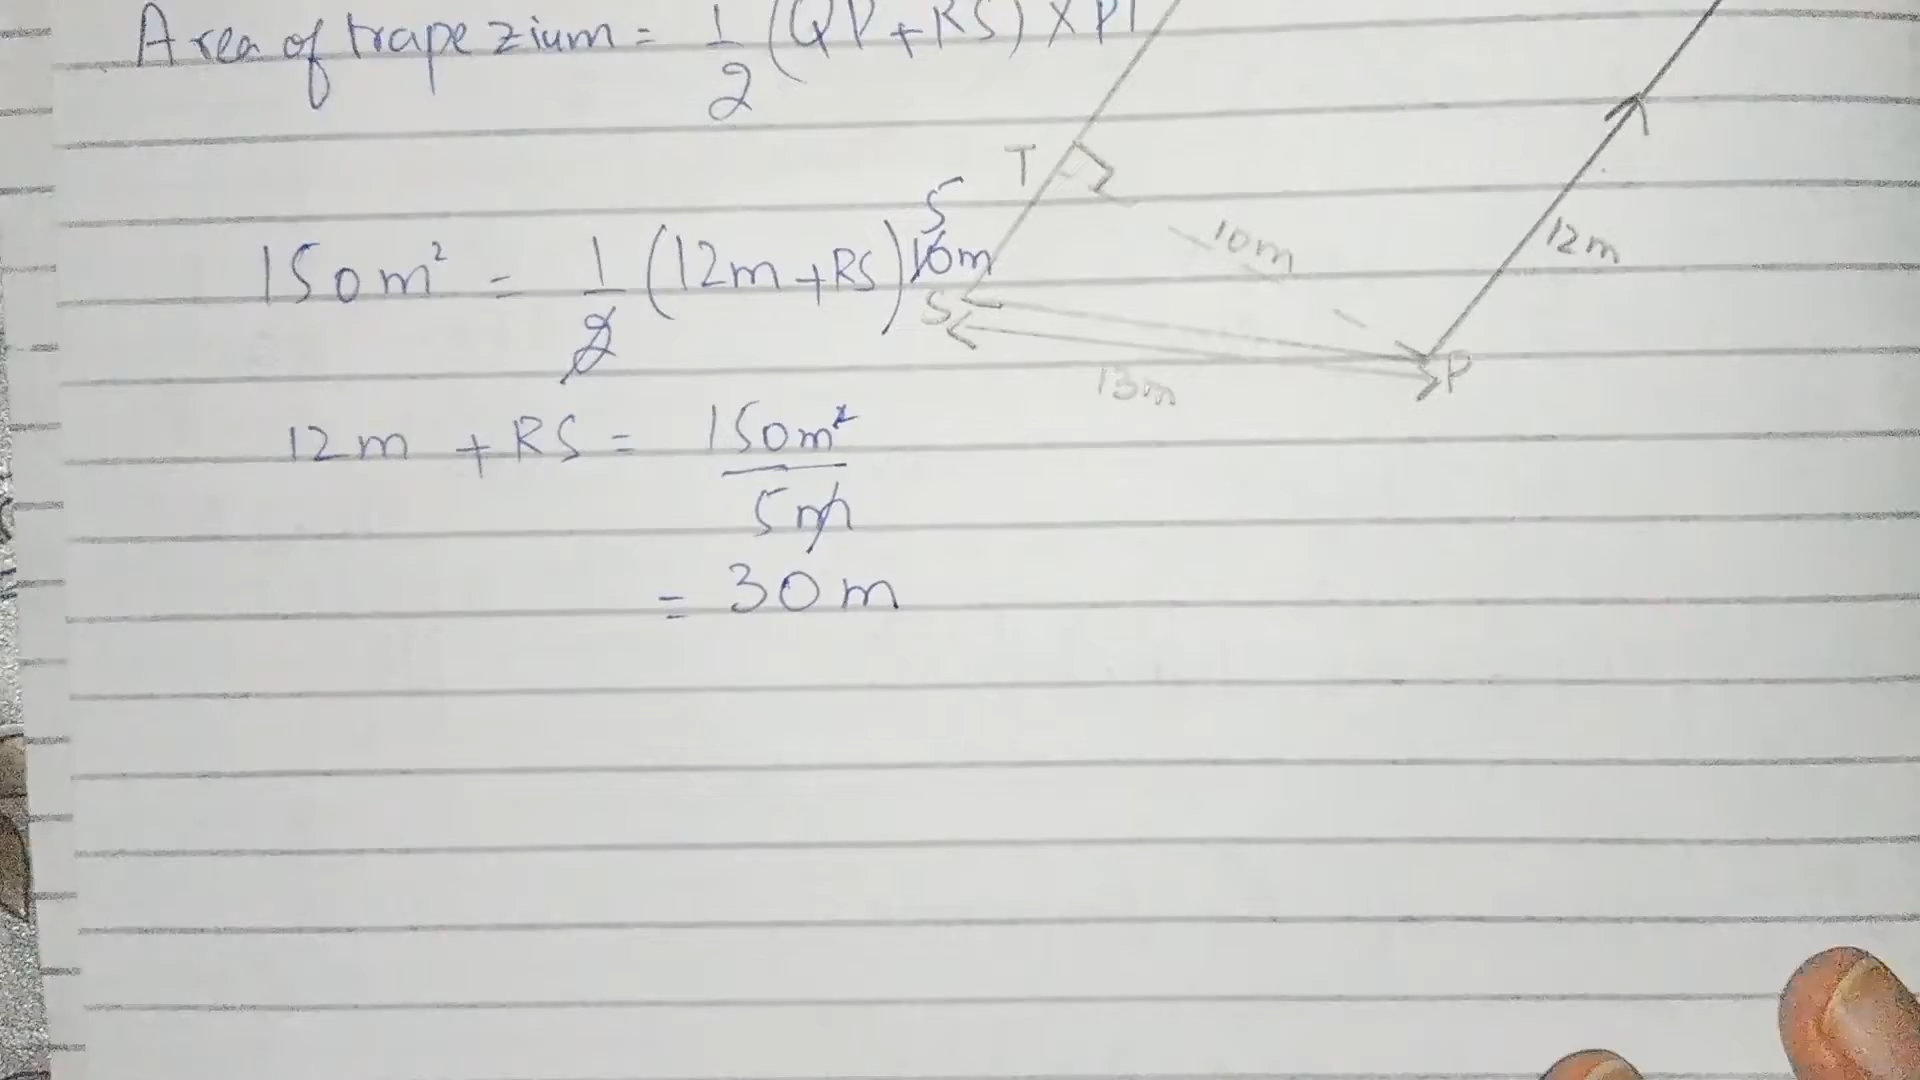 Area of trapezium = 1/2 (QP + RS) X PT
150m² = 1/2 (12m + RS) 10m
5
12m + RS = 150m²/5m
= 30m
T
10m
12m
S
P
13m